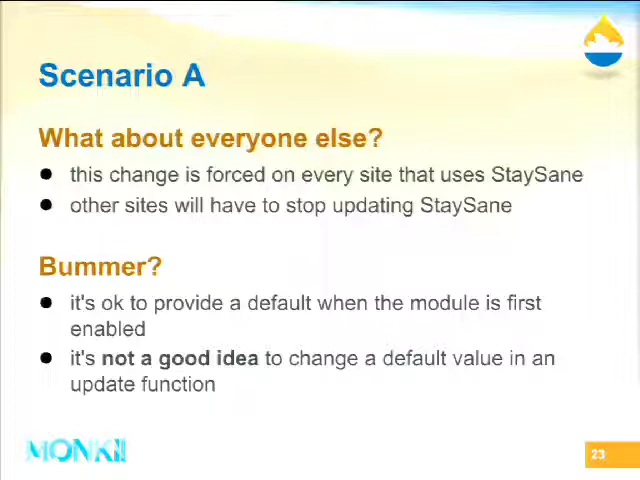 Scenario A
What about everyone else?
● this change is forced on every site that uses StaySane
● other sites will have to stop updating StaySane
Bummer?
● it's ok to provide a default when the module is first
enabled
● it's not a good idea to change a default value in an
update function
MONKii
23